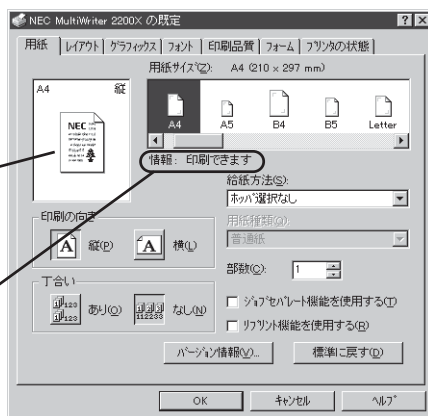 NEC MultiWriter 2200X の既定
用紙 レイアウト グラフィックス フォント 印刷品質 フォーム プリンタの状態
用紙サイズ(Z): A4 (210 x 297 mm)
A4 縦
NEC
A4 A5 B4 B5 Letter
情報: 印刷できます
給紙方法(S):
ホッパ選択なし
印刷の向き
用紙種類(Q):
縦(P) 横(L)
普通紙
部数(C): 1
丁合い
あり(O) なし(N)
ジョブセパレート機能を使用する(T)
リプリント機能を使用する(R)
バージョン情報(V)... 標準に戻す(D)
OK キャンセル ヘルプ